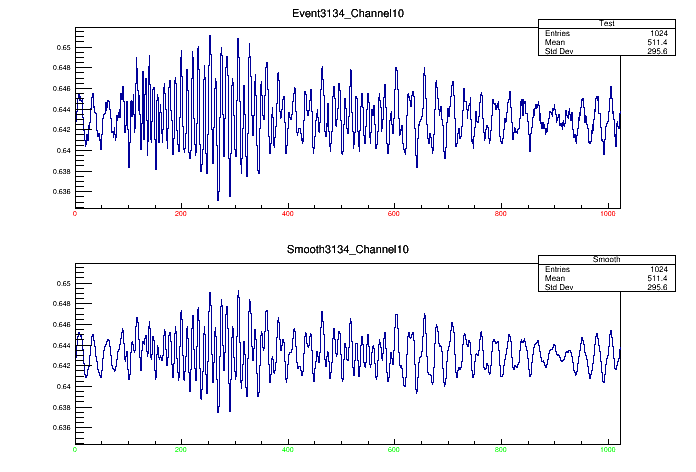 Event3134_Channel10
Test
Entries 1024
Mean 511.4
Std Dev 295.6
0.65
0.648
0.646
0.644
0.642
0.64
0.638
0.636
0 200 400 600 800 1000
Smooth3134_Channel10
Smooth
Entries 1024
Mean 511.4
Std Dev 295.6
0.65
0.648
0.646
0.644
0.642
0.64
0.638
0.636
0 200 400 600 800 1000